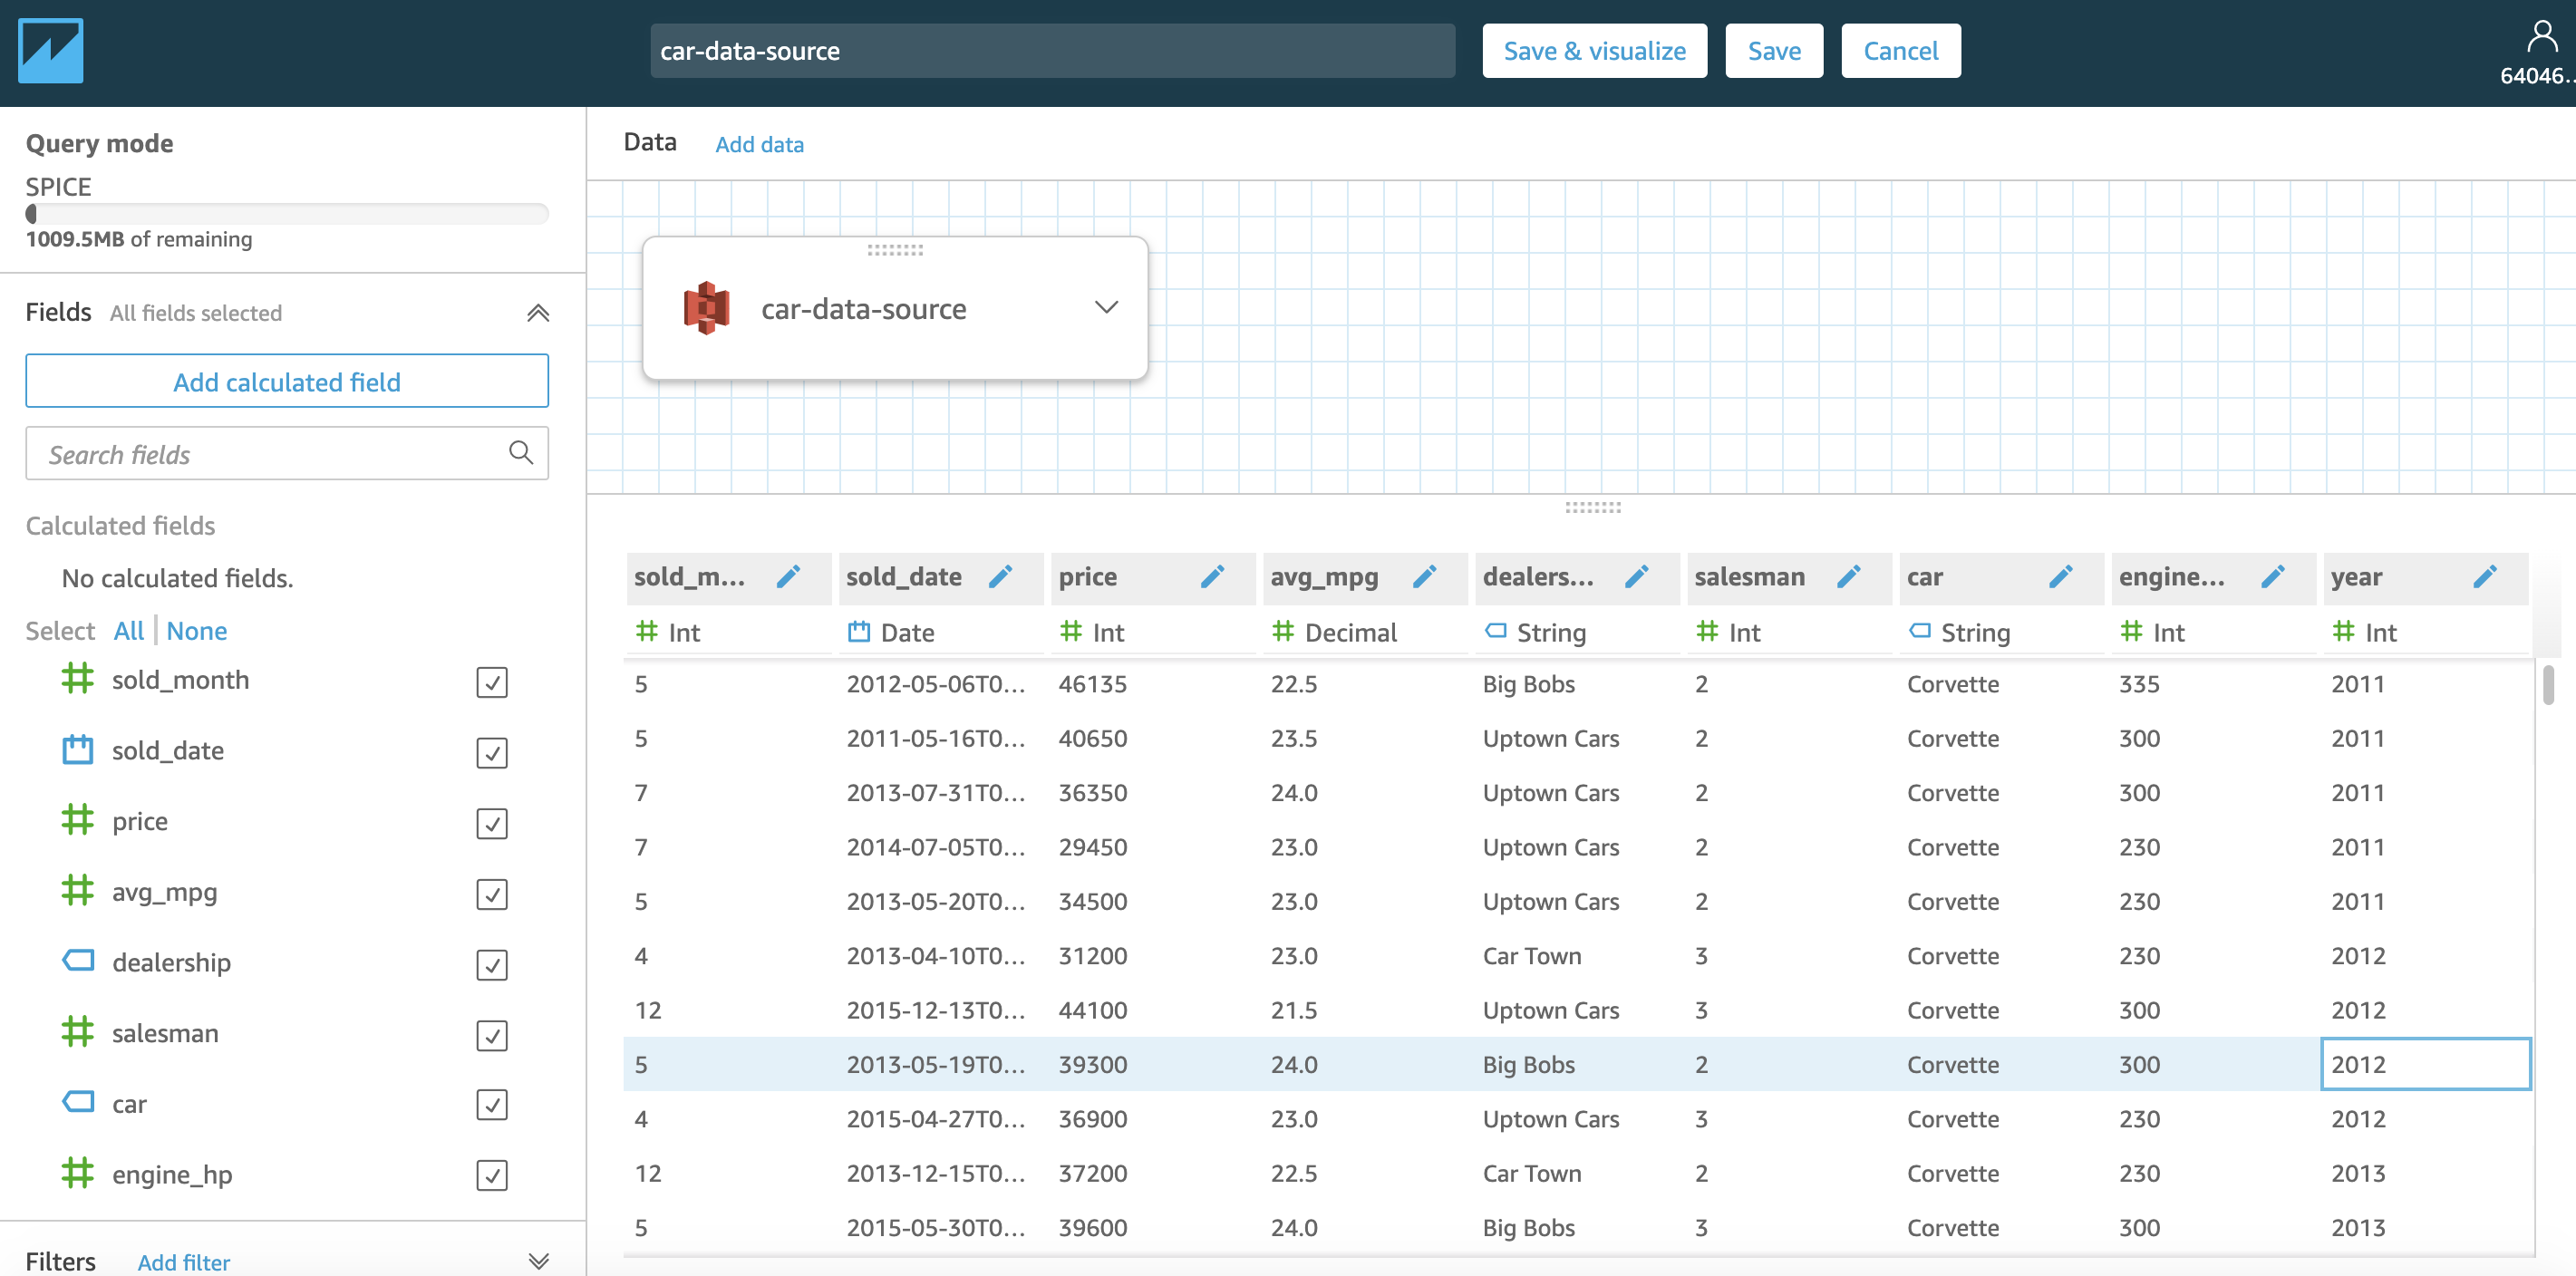 car-data-source
Save & visualize
Save
Cancel
64046...
Query mode
SPICE
1009.5MB of remaining
Fields All fields selected
Add calculated field
Search fields
Calculated fields
No calculated fields.
Select All None
sold_month
sold_date
price
avg_mpg
dealership
salesman
car
engine_hp
Filters Add filter
Data Add data
car-data-source
sold_m... sold_date price avg_mpg dealers... salesman car engine... year
Int Date Int Decimal String Int String Int Int
5 2012-05-06T0... 46135 22.5 Big Bobs 2 Corvette 335 2011
5 2011-05-16T0... 40650 23.5 Uptown Cars 2 Corvette 300 2011
7 2013-07-31T0... 36350 24.0 Uptown Cars 2 Corvette 300 2011
7 2014-07-05T0... 29450 23.0 Uptown Cars 2 Corvette 230 2011
5 2013-05-20T0... 34500 23.0 Uptown Cars 2 Corvette 230 2011
4 2013-04-10T0... 31200 23.0 Car Town 3 Corvette 230 2012
12 2015-12-13T0... 44100 21.5 Uptown Cars 3 Corvette 300 2012
5 2013-05-19T0... 39300 24.0 Big Bobs 2 Corvette 300 2012
4 2015-04-27T0... 36900 23.0 Uptown Cars 3 Corvette 230 2012
12 2013-12-15T0... 37200 22.5 Car Town 2 Corvette 230 2013
5 2015-05-30T0... 39600 24.0 Big Bobs 3 Corvette 300 2013